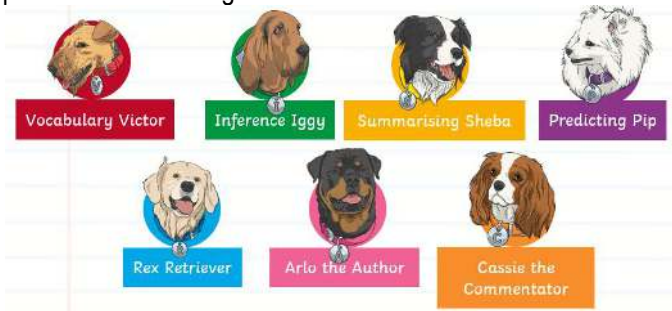 Vocabulary Victor
Inference Iggy
Summarising Sheba
Predicting Pip
Rex Retriever
Arlo the Author
Cassie the
Commentator